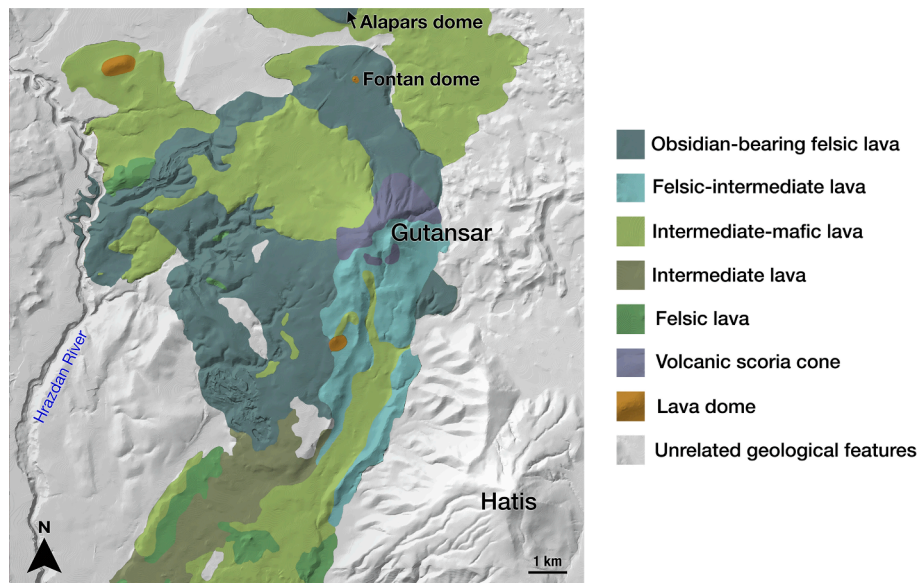 Alapars dome
Fontan dome
Gutansar
Hrazdan River
Hatis
N
1 km
Obsidian-bearing felsic lava
Felsic-intermediate lava
Intermediate-mafic lava
Intermediate lava
Felsic lava
Volcanic scoria cone
Lava dome
Unrelated geological features